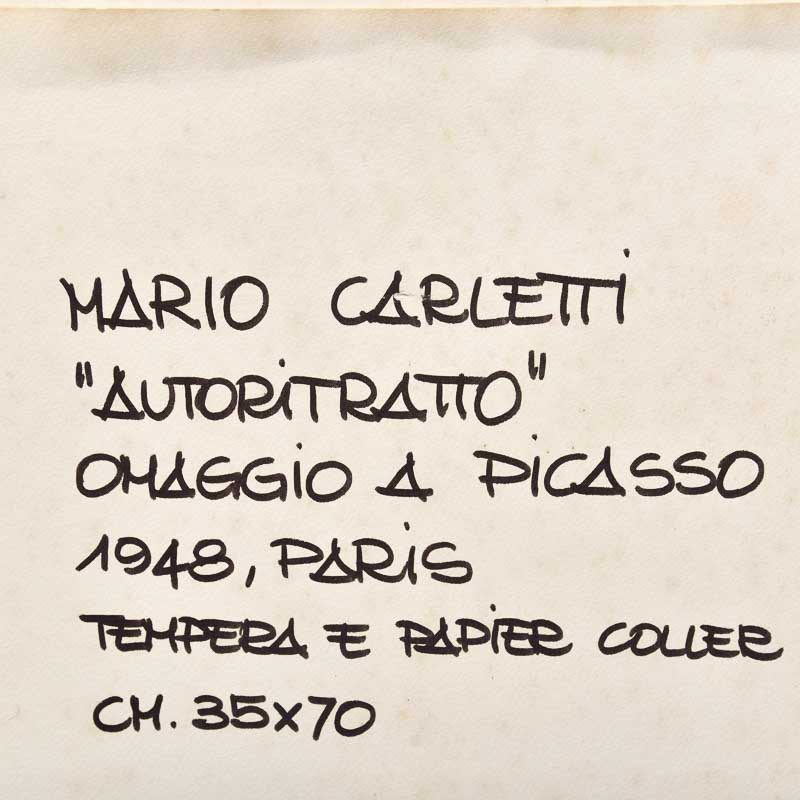 MARIO CARLETTi
"AUTORiTRATTO"
OMAGGiO A PiCASSO
1948, PARiS
TEMPERA E PAPiER COLLER
CM. 35x70